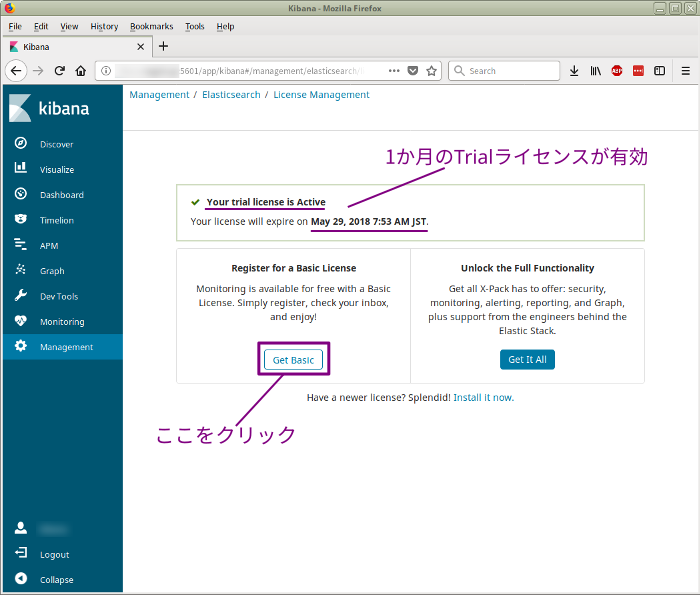 Kibana - Mozilla Firefox
File Edit View History Bookmarks Tools Help
Kibana
5601/app/kibana#/management/elasticsearch/
Search
ABP
kibana
Management / Elasticsearch / License Management
Discover
Visualize
Dashboard
Timelion
APM
Graph
Dev Tools
Monitoring
Management
Logout
Collapse
1か月のTrialライセンスが有効
Your trial license is Active
Your license will expire on May 29, 2018 7:53 AM JST.
Register for a Basic License
Monitoring is available for free with a Basic
License. Simply register, check your inbox,
and enjoy!
Get Basic
Unlock the Full Functionality
Get all X-Pack has to offer: security,
monitoring, alerting, reporting, and Graph,
plus support from the engineers behind the
Elastic Stack.
Get It All
Have a newer license? Splendid! Install it now.
ここをクリック